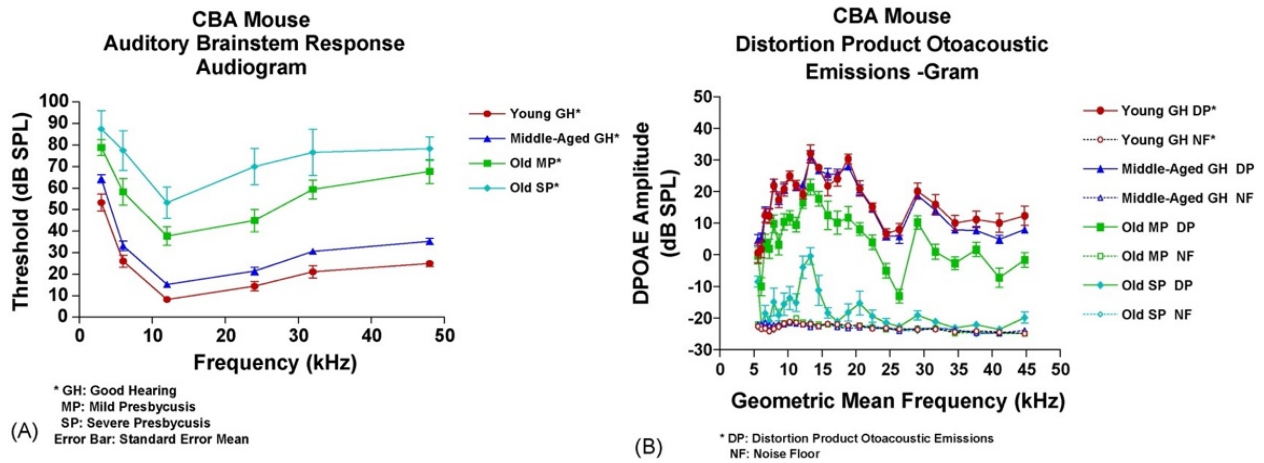 CBA Mouse
Auditory Brainstem Response
Audiogram
Threshold (dB SPL)
100
90
80
70
60
50
40
30
20
10
0
0
10
20
30
40
50
Frequency (kHz)
Young GH*
Middle-Aged GH*
Old MP*
Old SP*
* GH: Good Hearing
MP: Mild Presbycusis
SP: Severe Presbycusis
Error Bar: Standard Error Mean
(A)
CBA Mouse
Distortion Product Otoacoustic
Emissions -Gram
DPOAE Amplitude
(dB SPL)
50
40
30
20
10
0
-10
-20
-30
0
5
10
15
20
25
30
35
40
45
50
Geometric Mean Frequency (kHz)
Young GH DP*
Young GH NF*
Middle-Aged GH DP
Middle-Aged GH NF
Old MP DP
Old MP NF
Old SP DP
Old SP NF
* DP: Distortion Product Otoacoustic Emissions
NF: Noise Floor
(B)